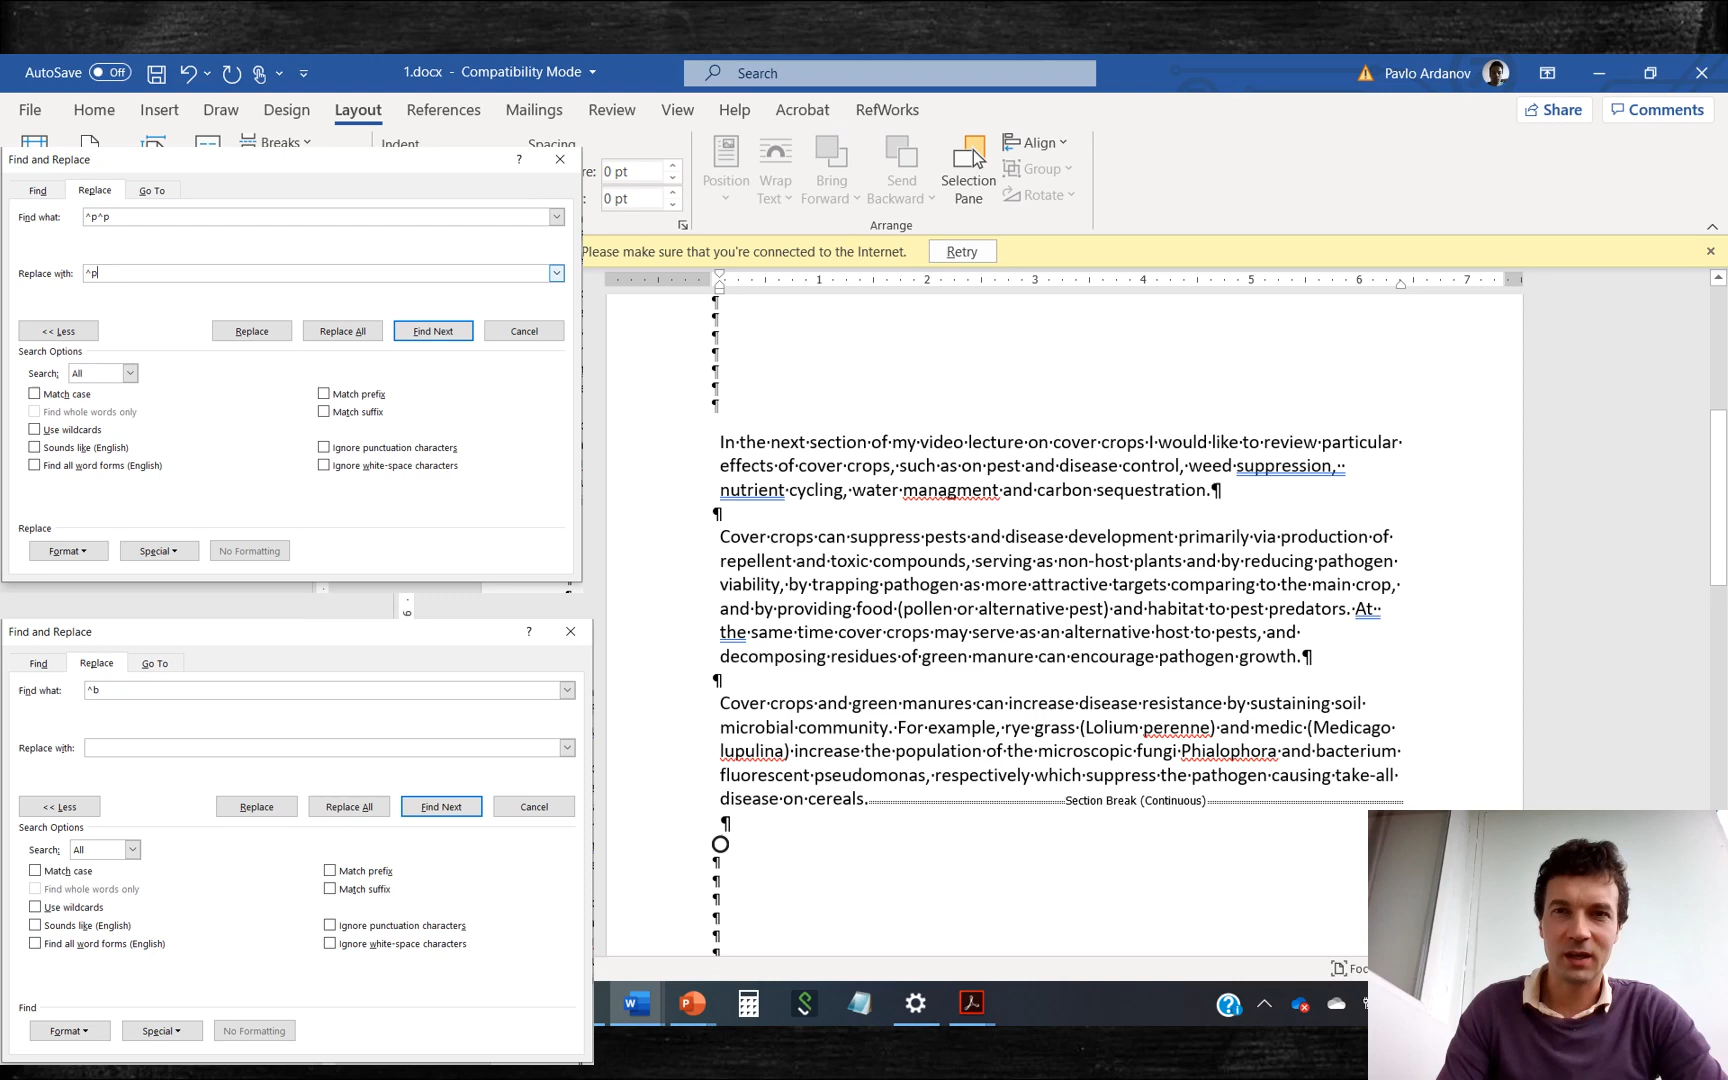 AutoSave Off 1.docx - Compatibility Mode Search Pavlo Ardanov
File Home Insert Draw Design Layout References Mailings Review View Help Acrobat RefWorks Share Comments
Breaks Indent Spacing
Align
Group
Rotate
re: 0 pt
: 0 pt
Position
Wrap Text
Bring Forward
Send Backward
Selection Pane
Arrange
Please make sure that you're connected to the Internet. Retry
1 2 3 4 5 6 7
Find and Replace ?
Find Replace Go To
Find what: ^p^p
Replace with: ^p
<< Less Replace Replace All Find Next Cancel
Search Options
Search: All
Match case Match prefix
Find whole words only Match suffix
Use wildcards
Sounds like (English) Ignore punctuation characters
Find all word forms (English) Ignore white-space characters
Replace
Format Special No Formatting
6
Find and Replace ?
Find Replace Go To
Find what: ^b
Replace with:
<< Less Replace Replace All Find Next Cancel
Search Options
Search: All
Match case Match prefix
Find whole words only Match suffix
Use wildcards
Sounds like (English) Ignore punctuation characters
Find all word forms (English) Ignore white-space characters
Find
Format Special No Formatting
¶
¶
¶
¶
¶
¶
¶
In·the·next·section·of·my·video·lecture·on·cover·crops·I·would·like·to·review·particular·
effects·of·cover·crops,·such·as·on·pest·and·disease·control,·weed·suppression,··
nutrient·cycling,·water·managment·and·carbon·sequestration.¶
¶
Cover·crops·can·suppress·pests·and·disease·development·primarily·via·production·of·
repellent·and·toxic·compounds,·serving·as·non-host·plants·and·by·reducing·pathogen·
viability,·by·trapping·pathogen·as·more·attractive·targets·comparing·to·the·main·crop,·
and·by·providing·food·(pollen·or·alternative·pest)·and·habitat·to·pest·predators.·At··
the·same·time·cover·crops·may·serve·as·an·alternative·host·to·pests,·and·
decomposing·residues·of·green·manure·can·encourage·pathogen·growth.¶
¶
Cover·crops·and·green·manures·can·increase·disease·resistance·by·sustaining·soil·
microbial·community.·For·example,·rye·grass·(Lolium·perenne)·and·medic·(Medicago·
lupulina)·increase·the·population·of·the·microscopic·fungi·Phialophora·and·bacterium·
fluorescent·pseudomonas,·respectively·which·suppress·the·pathogen·causing·take-all·
disease·on·cereals. Section Break (Continuous)
¶
¶
¶
¶
¶
¶
¶
Foc